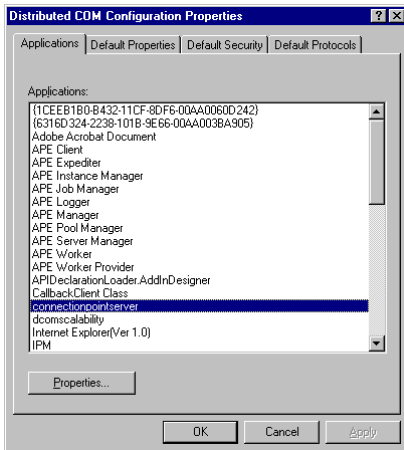 Distributed COM Configuration Properties
Applications Default Properties Default Security Default Protocols
Applications:
{1CEEB1B0-B432-11CF-8DF6-00AA0060D242}
{6316D324-2238-101B-9E66-00AA003BA905}
Adobe Acrobat Document
APE Client
APE Expediter
APE Instance Manager
APE Job Manager
APE Logger
APE Manager
APE Pool Manager
APE Server Manager
APE Worker
APE Worker Provider
APIDeclarationLoader.AddInDesigner
CallbackClient Class
connectionpointserver
dcomscalability
Internet Explorer(Ver 1.0)
IPM
Properties...
OK Cancel Apply